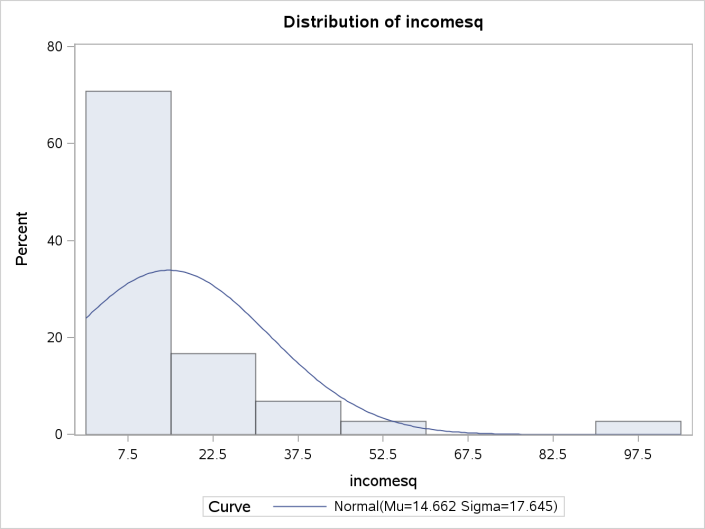 Distribution of incomesq
80
60
40
20
0
Percent
7.5 22.5 37.5 52.5 67.5 82.5 97.5
incomesq
Curve Normal(Mu=14.662 Sigma=17.645)